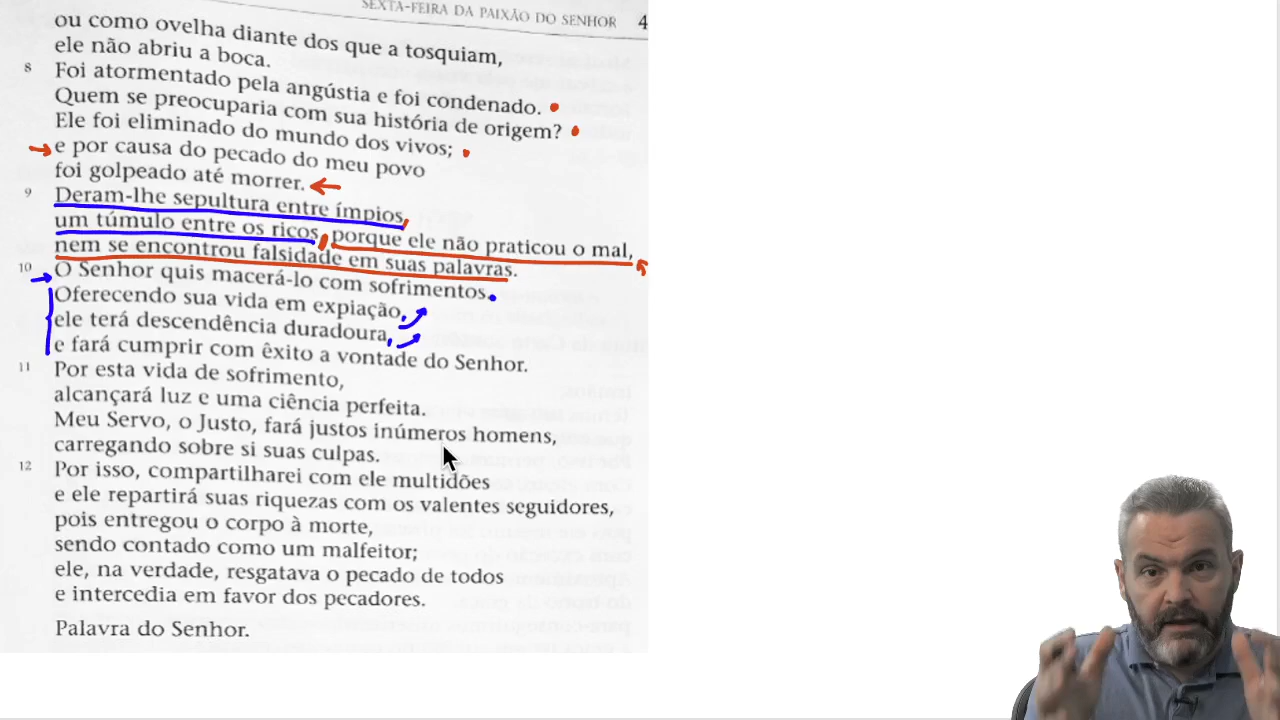 SEXTA-FEIRA DA PAIXÃO DO SENHOR 4
ou como ovelha diante dos que a tosquiam,
ele não abriu a boca.
8 Foi atormentado pela angústia e foi condenado.
Quem se preocuparia com sua história de origem?
Ele foi eliminado do mundo dos vivos;
e por causa do pecado do meu povo
foi golpeado até morrer.
9 Deram-lhe sepultura entre ímpios,
um túmulo entre os ricos, porque ele não praticou o mal,
nem se encontrou falsidade em suas palavras.
10 O Senhor quis macerá-lo com sofrimentos.
Oferecendo sua vida em expiação,
ele terá descendência duradoura,
e fará cumprir com êxito a vontade do Senhor.
11 Por esta vida de sofrimento,
alcançará luz e uma ciência perfeita.
Meu Servo, o Justo, fará justos inúmeros homens,
carregando sobre si suas culpas.
12 Por isso, compartilharei com ele multidões
e ele repartirá suas riquezas com os valentes seguidores,
pois entregou o corpo à morte,
sendo contado como um malfeitor;
ele, na verdade, resgatava o pecado de todos
e intercedia em favor dos pecadores.
Palavra do Senhor.